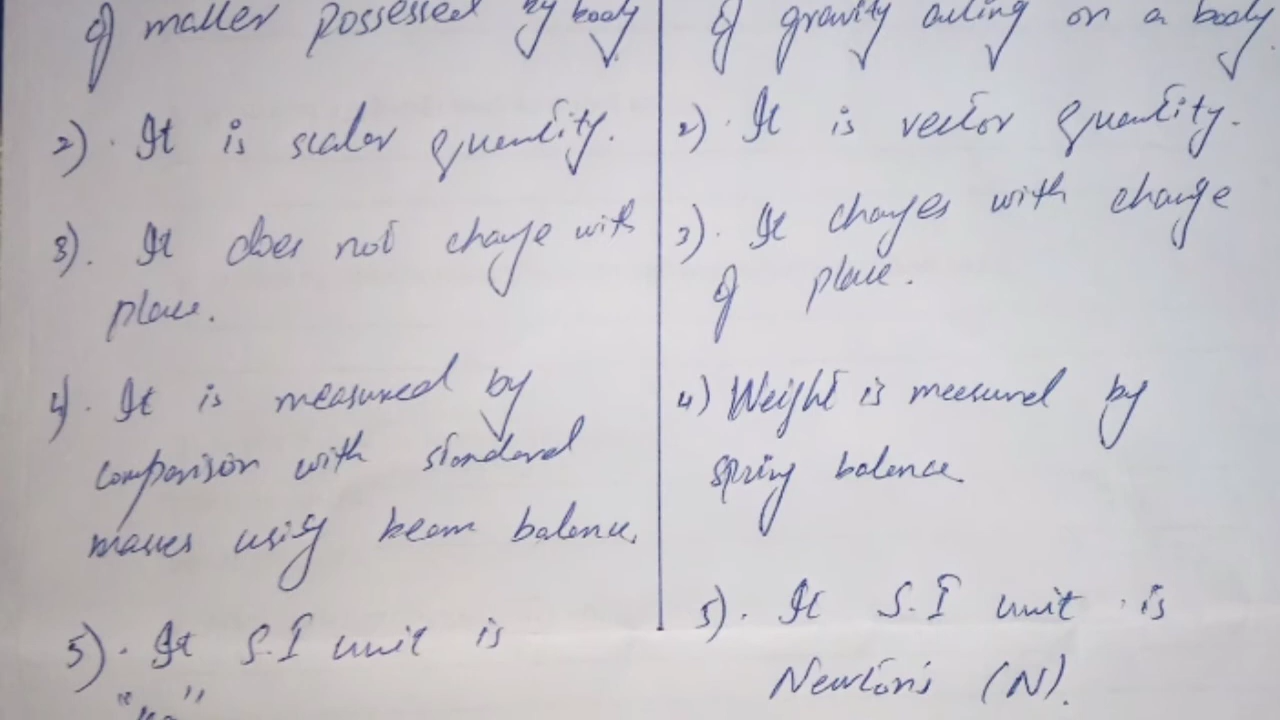 of matter possessed by body
2). It is scalar quantity.
3). It does not change with
place.
4). It is measured by
comparison with standard
masses using beam balance.
5). It S.I unit is
of gravity acting on a body.
2). It is vector quantity.
3). It changes with change
of place.
4) Weight is mesured by
spring balance
5). It S.I unit is
Newton's (N).